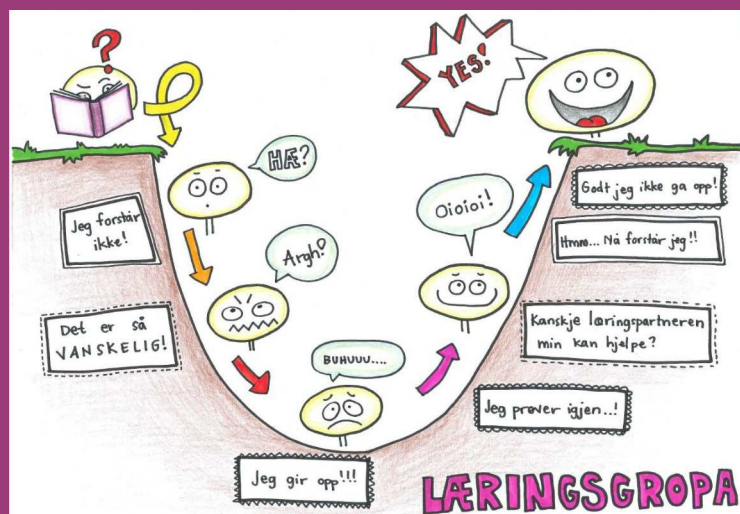 ?
YES!
HÆ?
Jeg forstår
ikke!
Argh!
Det er så
VANSKELIG!
BUHUUU....
Jeg gir opp!!!
Jeg prøver igjen..!
Kanskje læringspartneren
min kan hjelpe?
Oioioi!
Hmm... Nå forstår jeg!!
Godt jeg ikke ga opp!
LÆRINGSGROPA